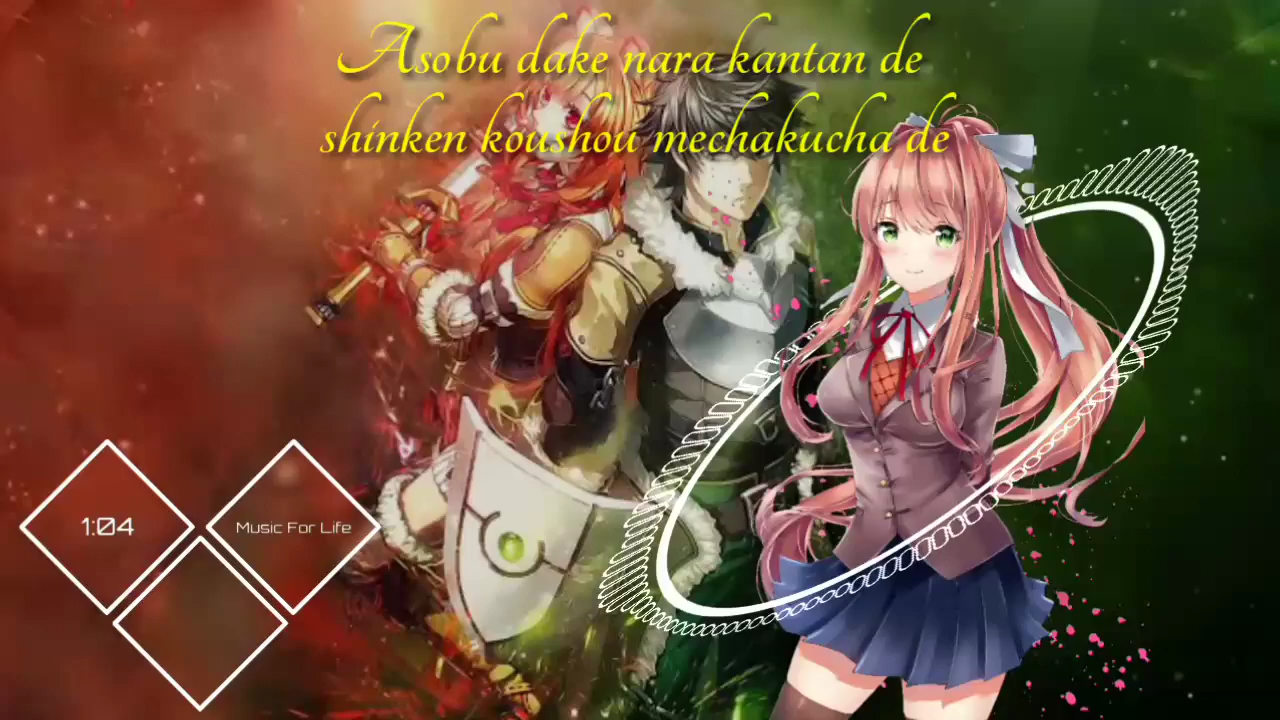 Asobu dake nara kantan de
shinken koushou mechakucha de
1:04
Music For Life